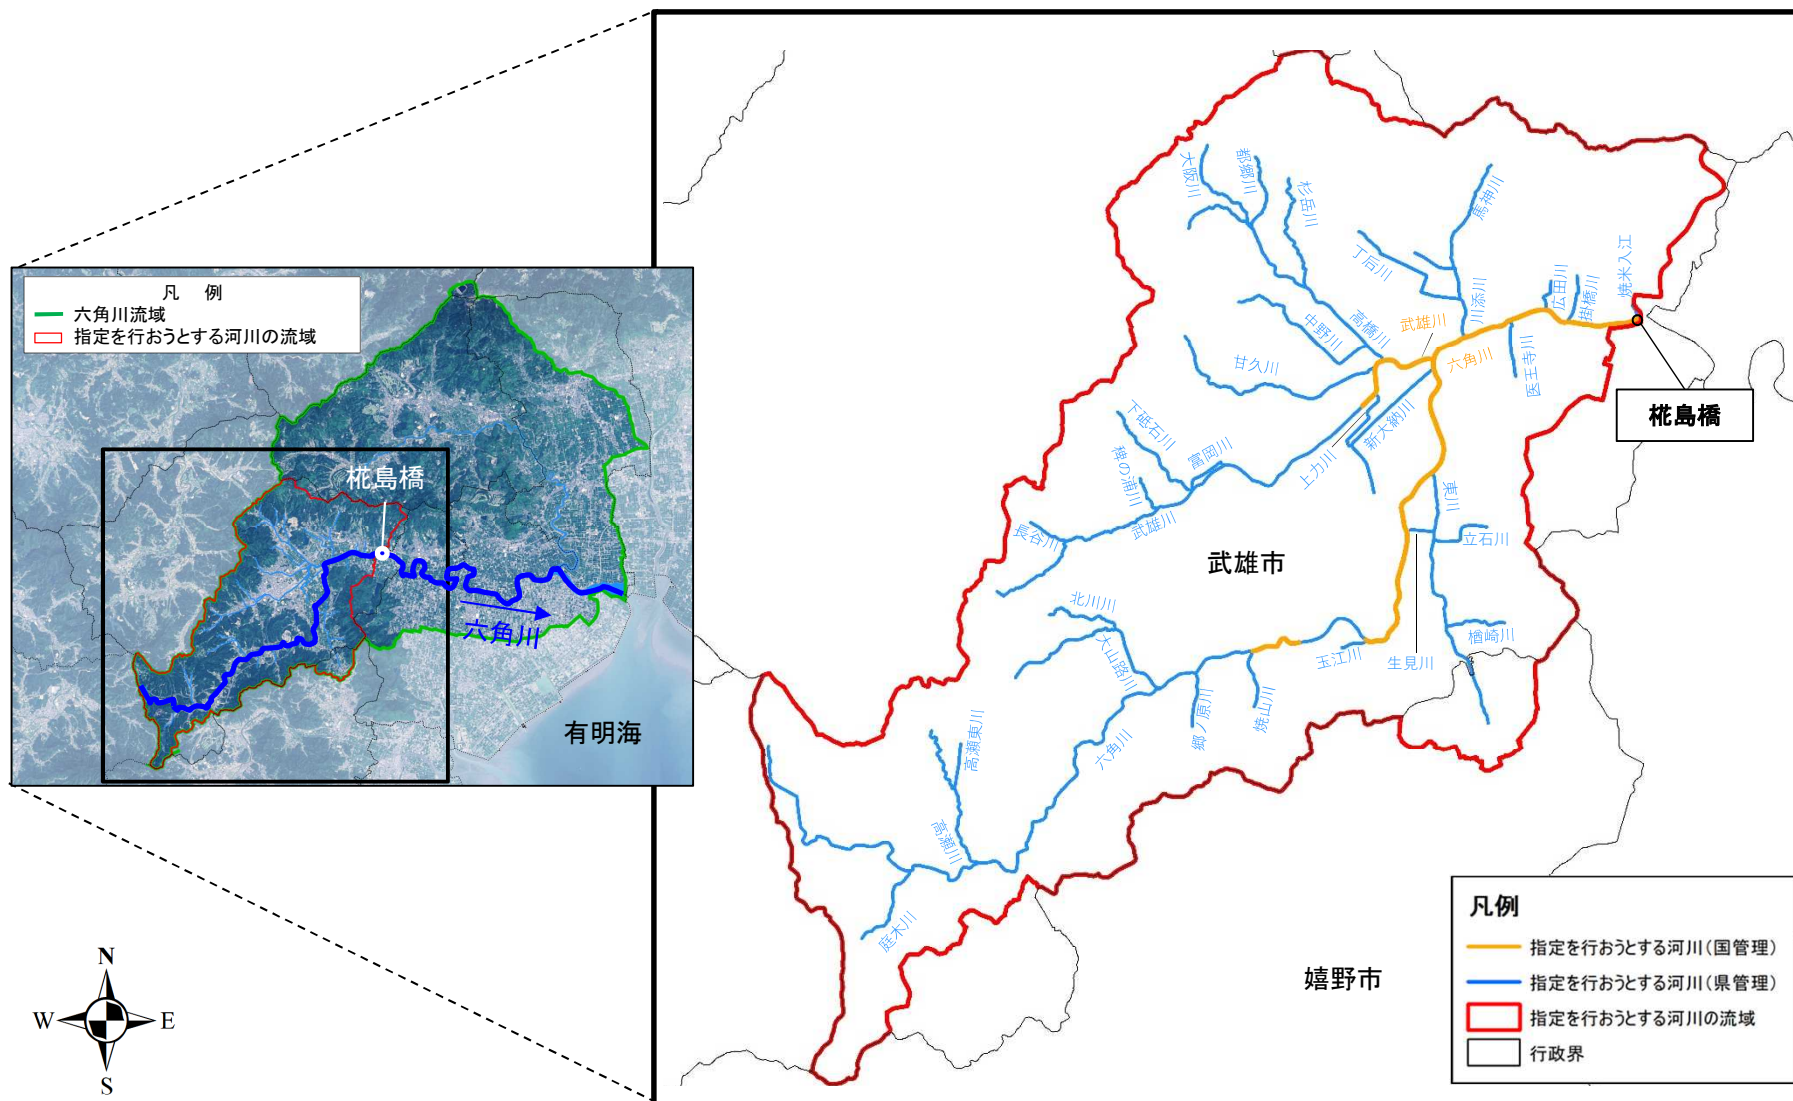 凡 例
六角川流域
指定を行おうとする河川の流域
椛島橋
六角川
有明海
N
W
E
S
大阪川
都郷川
杉岳川
馬神川
丁后川
川添川
広田川
掛橋川
焼米入江
武雄川
高橋川
中野川
六角川
医王寺川
甘久川
椛島橋
下砥石川
富岡川
稗の浦川
上力川
新大納川
武雄川
長谷川
東川
立石川
武雄市
北川川
大山路川
玉江川
生見川
楢崎川
高瀬東川
六角川
郷ノ原川
焼山川
高瀬川
庭木川
嬉野市
凡例
指定を行おうとする河川(国管理)
指定を行おうとする河川(県管理)
指定を行おうとする河川の流域
行政界